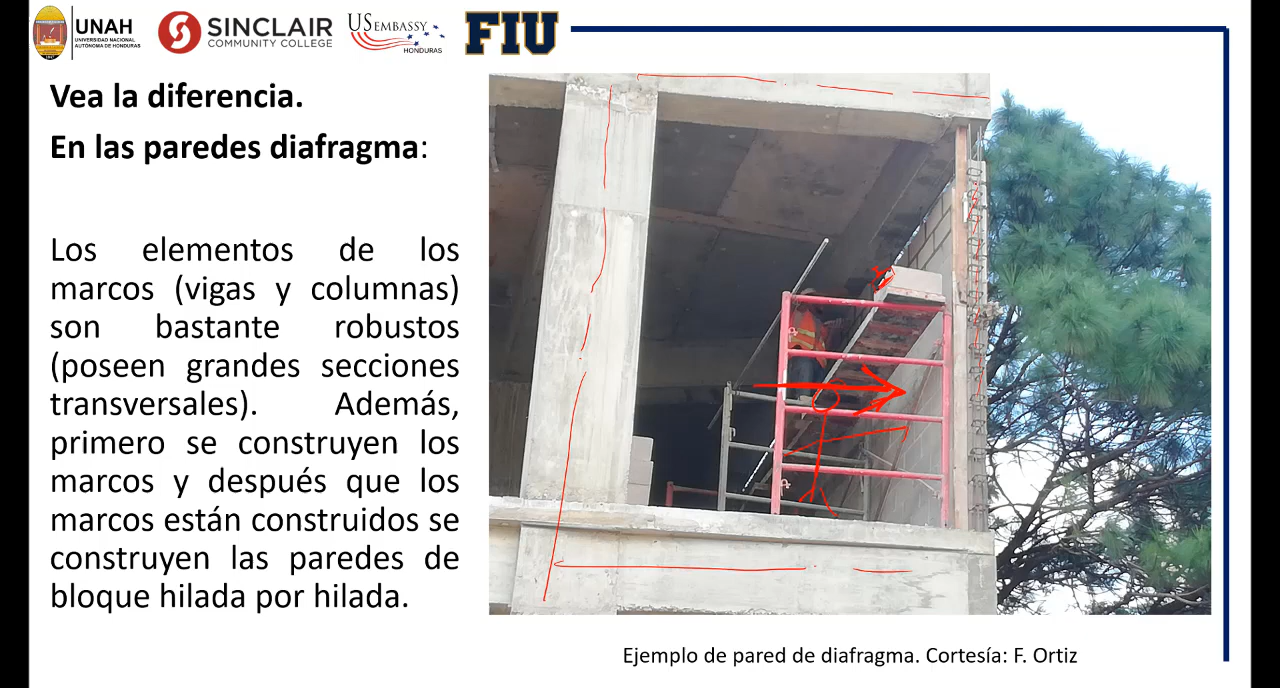 UNAH
UNIVERSIDAD NACIONAL
AUTÓNOMA DE HONDURAS
SINCLAIR
COMMUNITY COLLEGE
US EMBASSY
HONDURAS
FIU
Vea la diferencia.
En las paredes diafragma:
Los elementos de los
marcos (vigas y columnas)
son bastante robustos
(poseen grandes secciones
transversales). Además,
primero se construyen los
marcos y después que los
marcos están construidos se
construyen las paredes de
bloque hilada por hilada.
Ejemplo de pared de diafragma. Cortesía: F. Ortiz